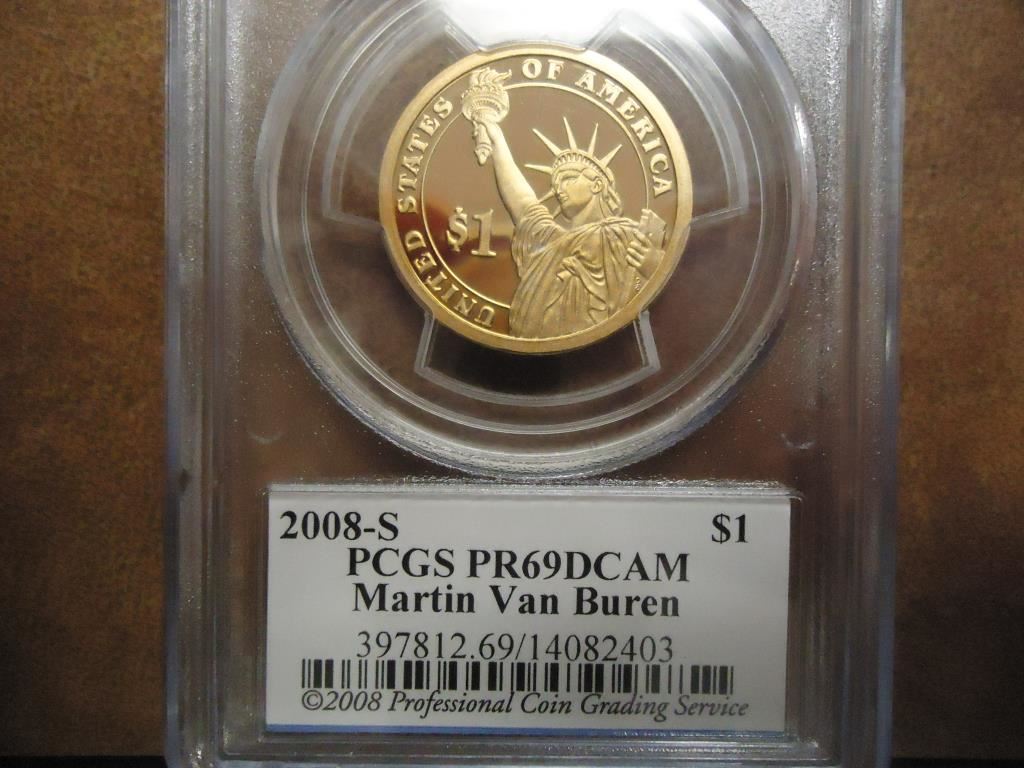 UNITED STATES OF AMERICA
$1
2008-S $1
PCGS PR69DCAM
Martin Van Buren
397812.69/14082403
©2008 Professional Coin Grading Service